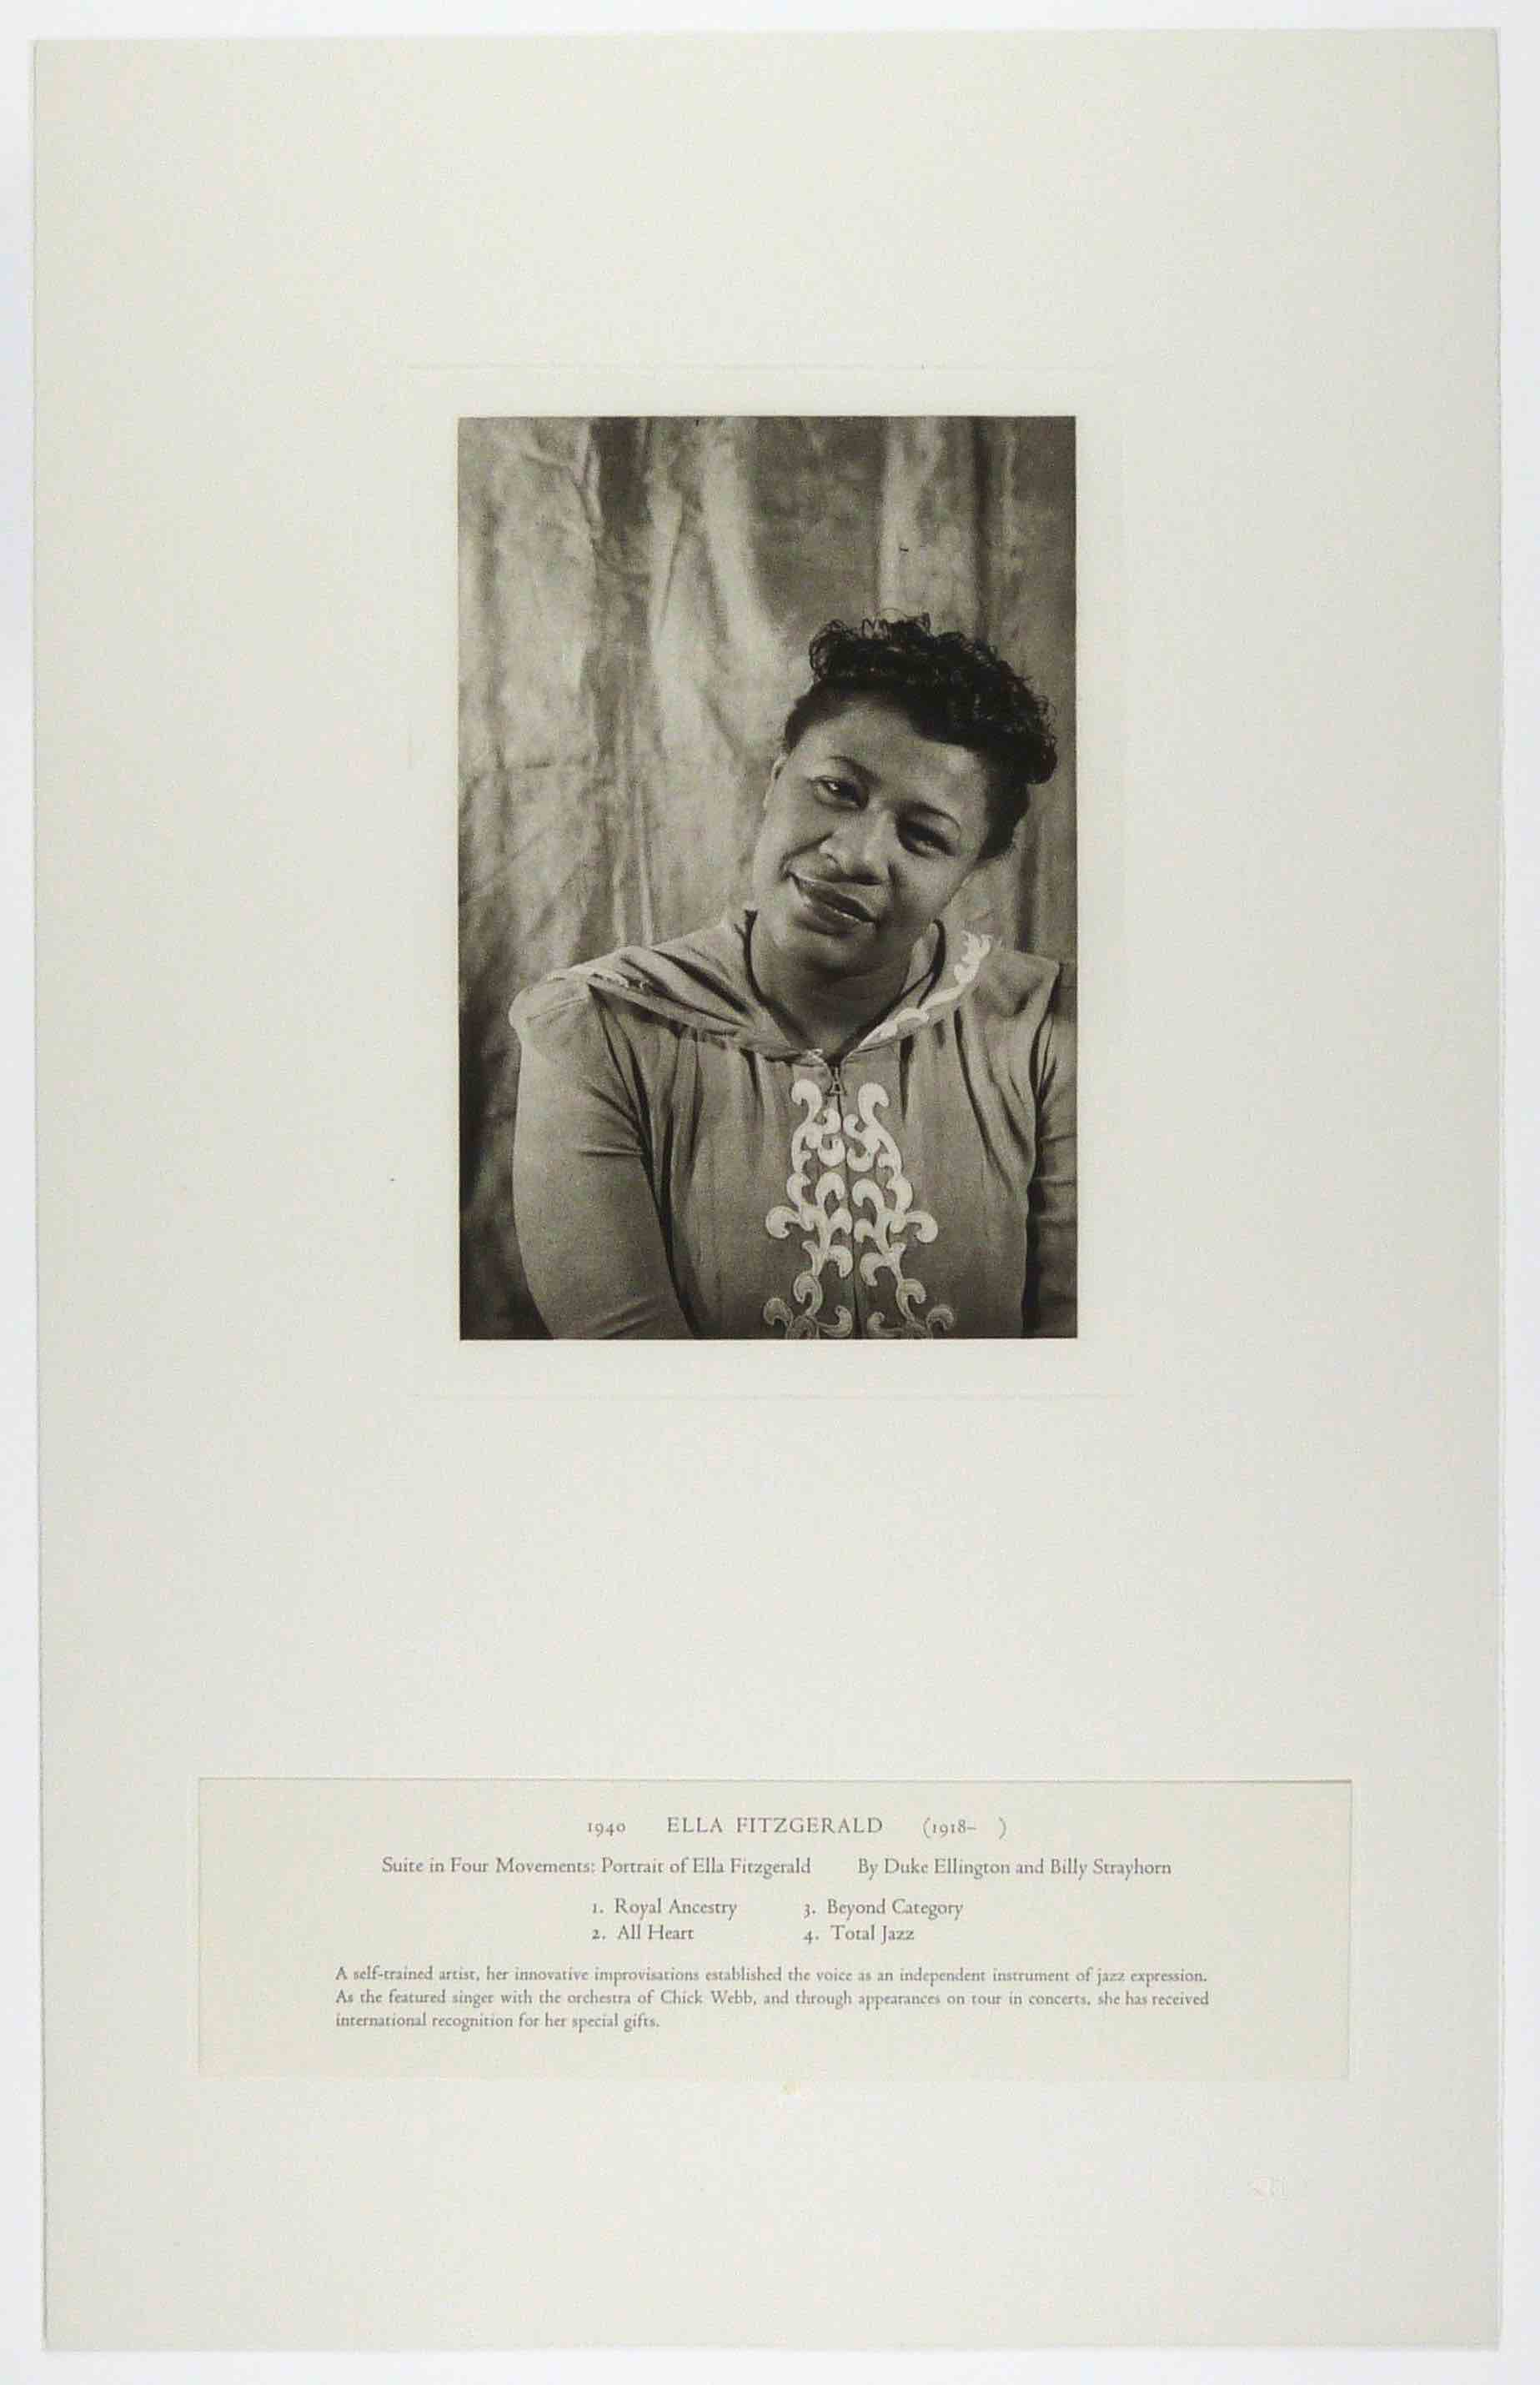 1940 ELLA FITZGERALD (1918– )
Suite in Four Movements: Portrait of Ella Fitzgerald By Duke Ellington and Billy Strayhorn
1. Royal Ancestry 3. Beyond Category
2. All Heart 4. Total Jazz
A self-trained artist, her innovative improvisations established the voice as an independent instrument of jazz expression.
As the featured singer with the orchestra of Chick Webb, and through appearances on tour in concerts, she has received
international recognition for her special gifts.